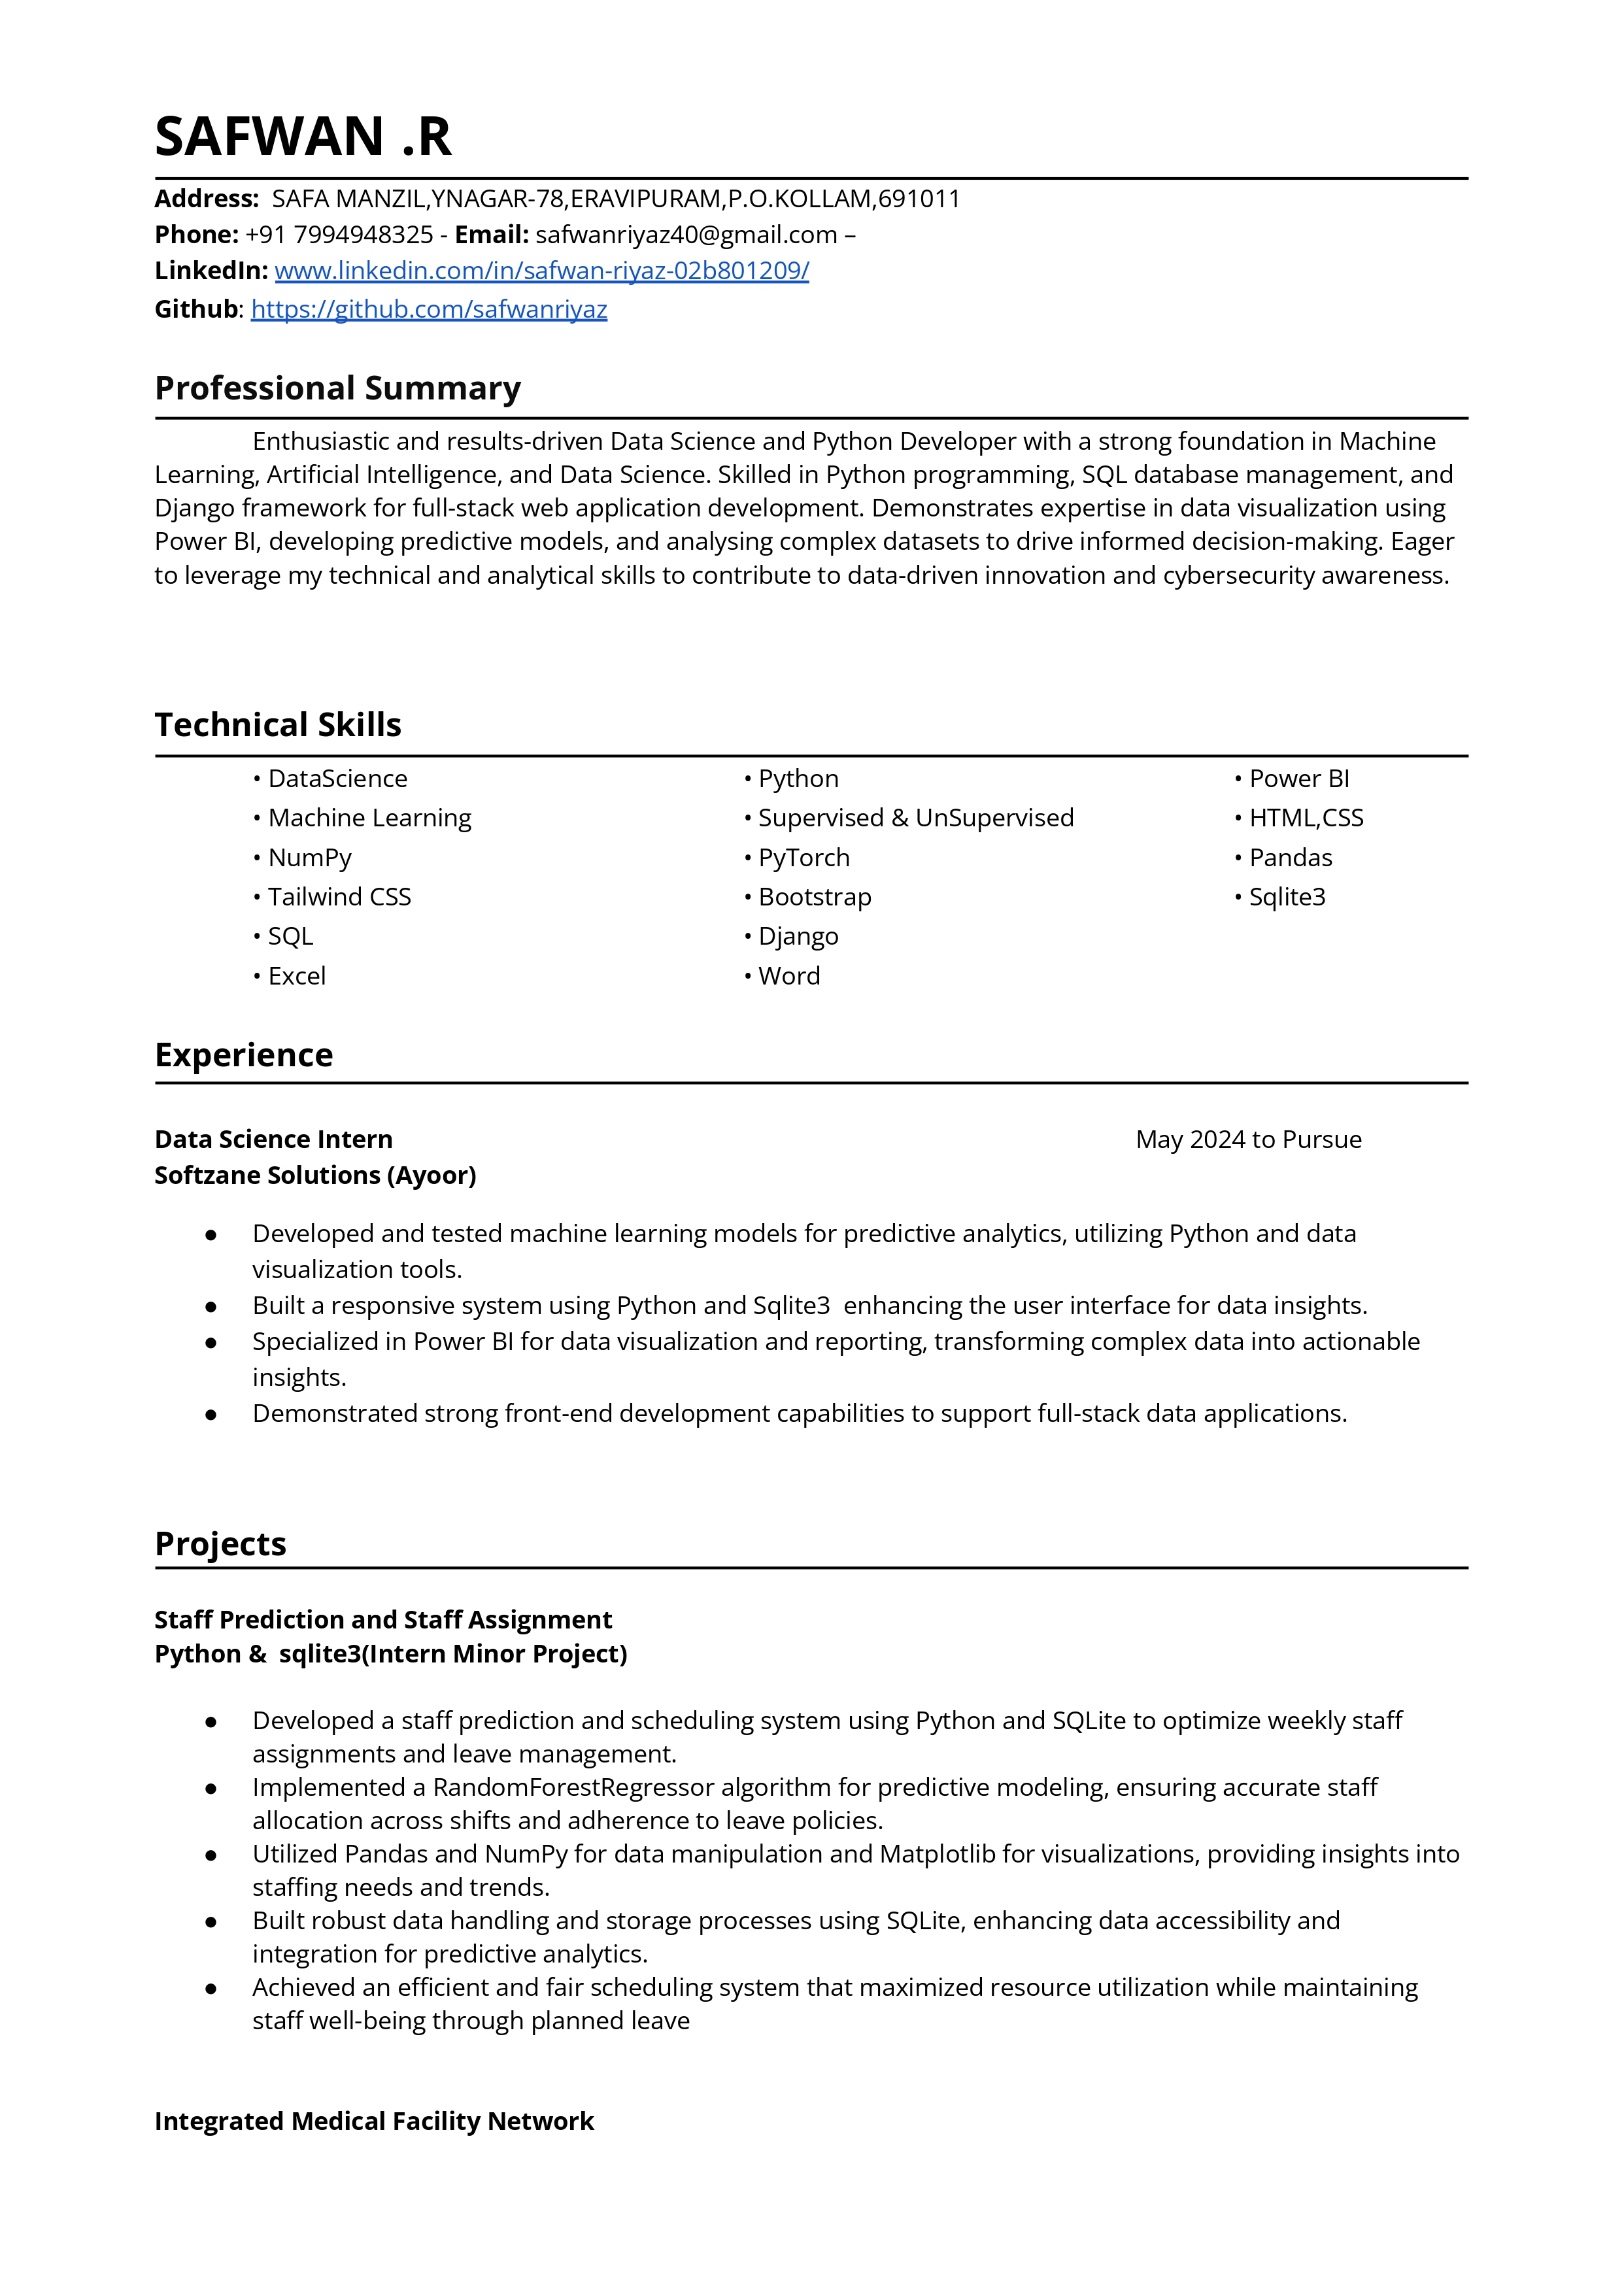 SAFWAN .R
Address:  SAFA MANZIL,YNAGAR-78,ERAVIPURAM,P.O.KOLLAM,691011
Phone: +91 7994948325 - Email: safwanriyaz40@gmail.com –
LinkedIn: www.linkedin.com/in/safwan-riyaz-02b801209/
Github: https://github.com/safwanriyaz
Professional Summary
Enthusiastic and results-driven Data Science and Python Developer with a strong foundation in Machine
Learning, Artificial Intelligence, and Data Science. Skilled in Python programming, SQL database management, and
Django framework for full-stack web application development. Demonstrates expertise in data visualization using
Power BI, developing predictive models, and analysing complex datasets to drive informed decision-making. Eager
to leverage my technical and analytical skills to contribute to data-driven innovation and cybersecurity awareness.
Technical Skills
• DataScience • Python • Power BI
• Machine Learning • Supervised & UnSupervised • HTML,CSS
• NumPy • PyTorch • Pandas
• Tailwind CSS • Bootstrap • Sqlite3
• SQL • Django
• Excel • Word
Experience
Data Science Intern May 2024 to Pursue
Softzane Solutions (Ayoor)
● Developed and tested machine learning models for predictive analytics, utilizing Python and data
visualization tools.
● Built a responsive system using Python and Sqlite3  enhancing the user interface for data insights.
● Specialized in Power BI for data visualization and reporting, transforming complex data into actionable
insights.
● Demonstrated strong front-end development capabilities to support full-stack data applications.
Projects
Staff Prediction and Staff Assignment
Python &  sqlite3(Intern Minor Project)
● Developed a staff prediction and scheduling system using Python and SQLite to optimize weekly staff
assignments and leave management.
● Implemented a RandomForestRegressor algorithm for predictive modeling, ensuring accurate staff
allocation across shifts and adherence to leave policies.
● Utilized Pandas and NumPy for data manipulation and Matplotlib for visualizations, providing insights into
staffing needs and trends.
● Built robust data handling and storage processes using SQLite, enhancing data accessibility and
integration for predictive analytics.
● Achieved an efficient and fair scheduling system that maximized resource utilization while maintaining
staff well-being through planned leave
Integrated Medical Facility Network